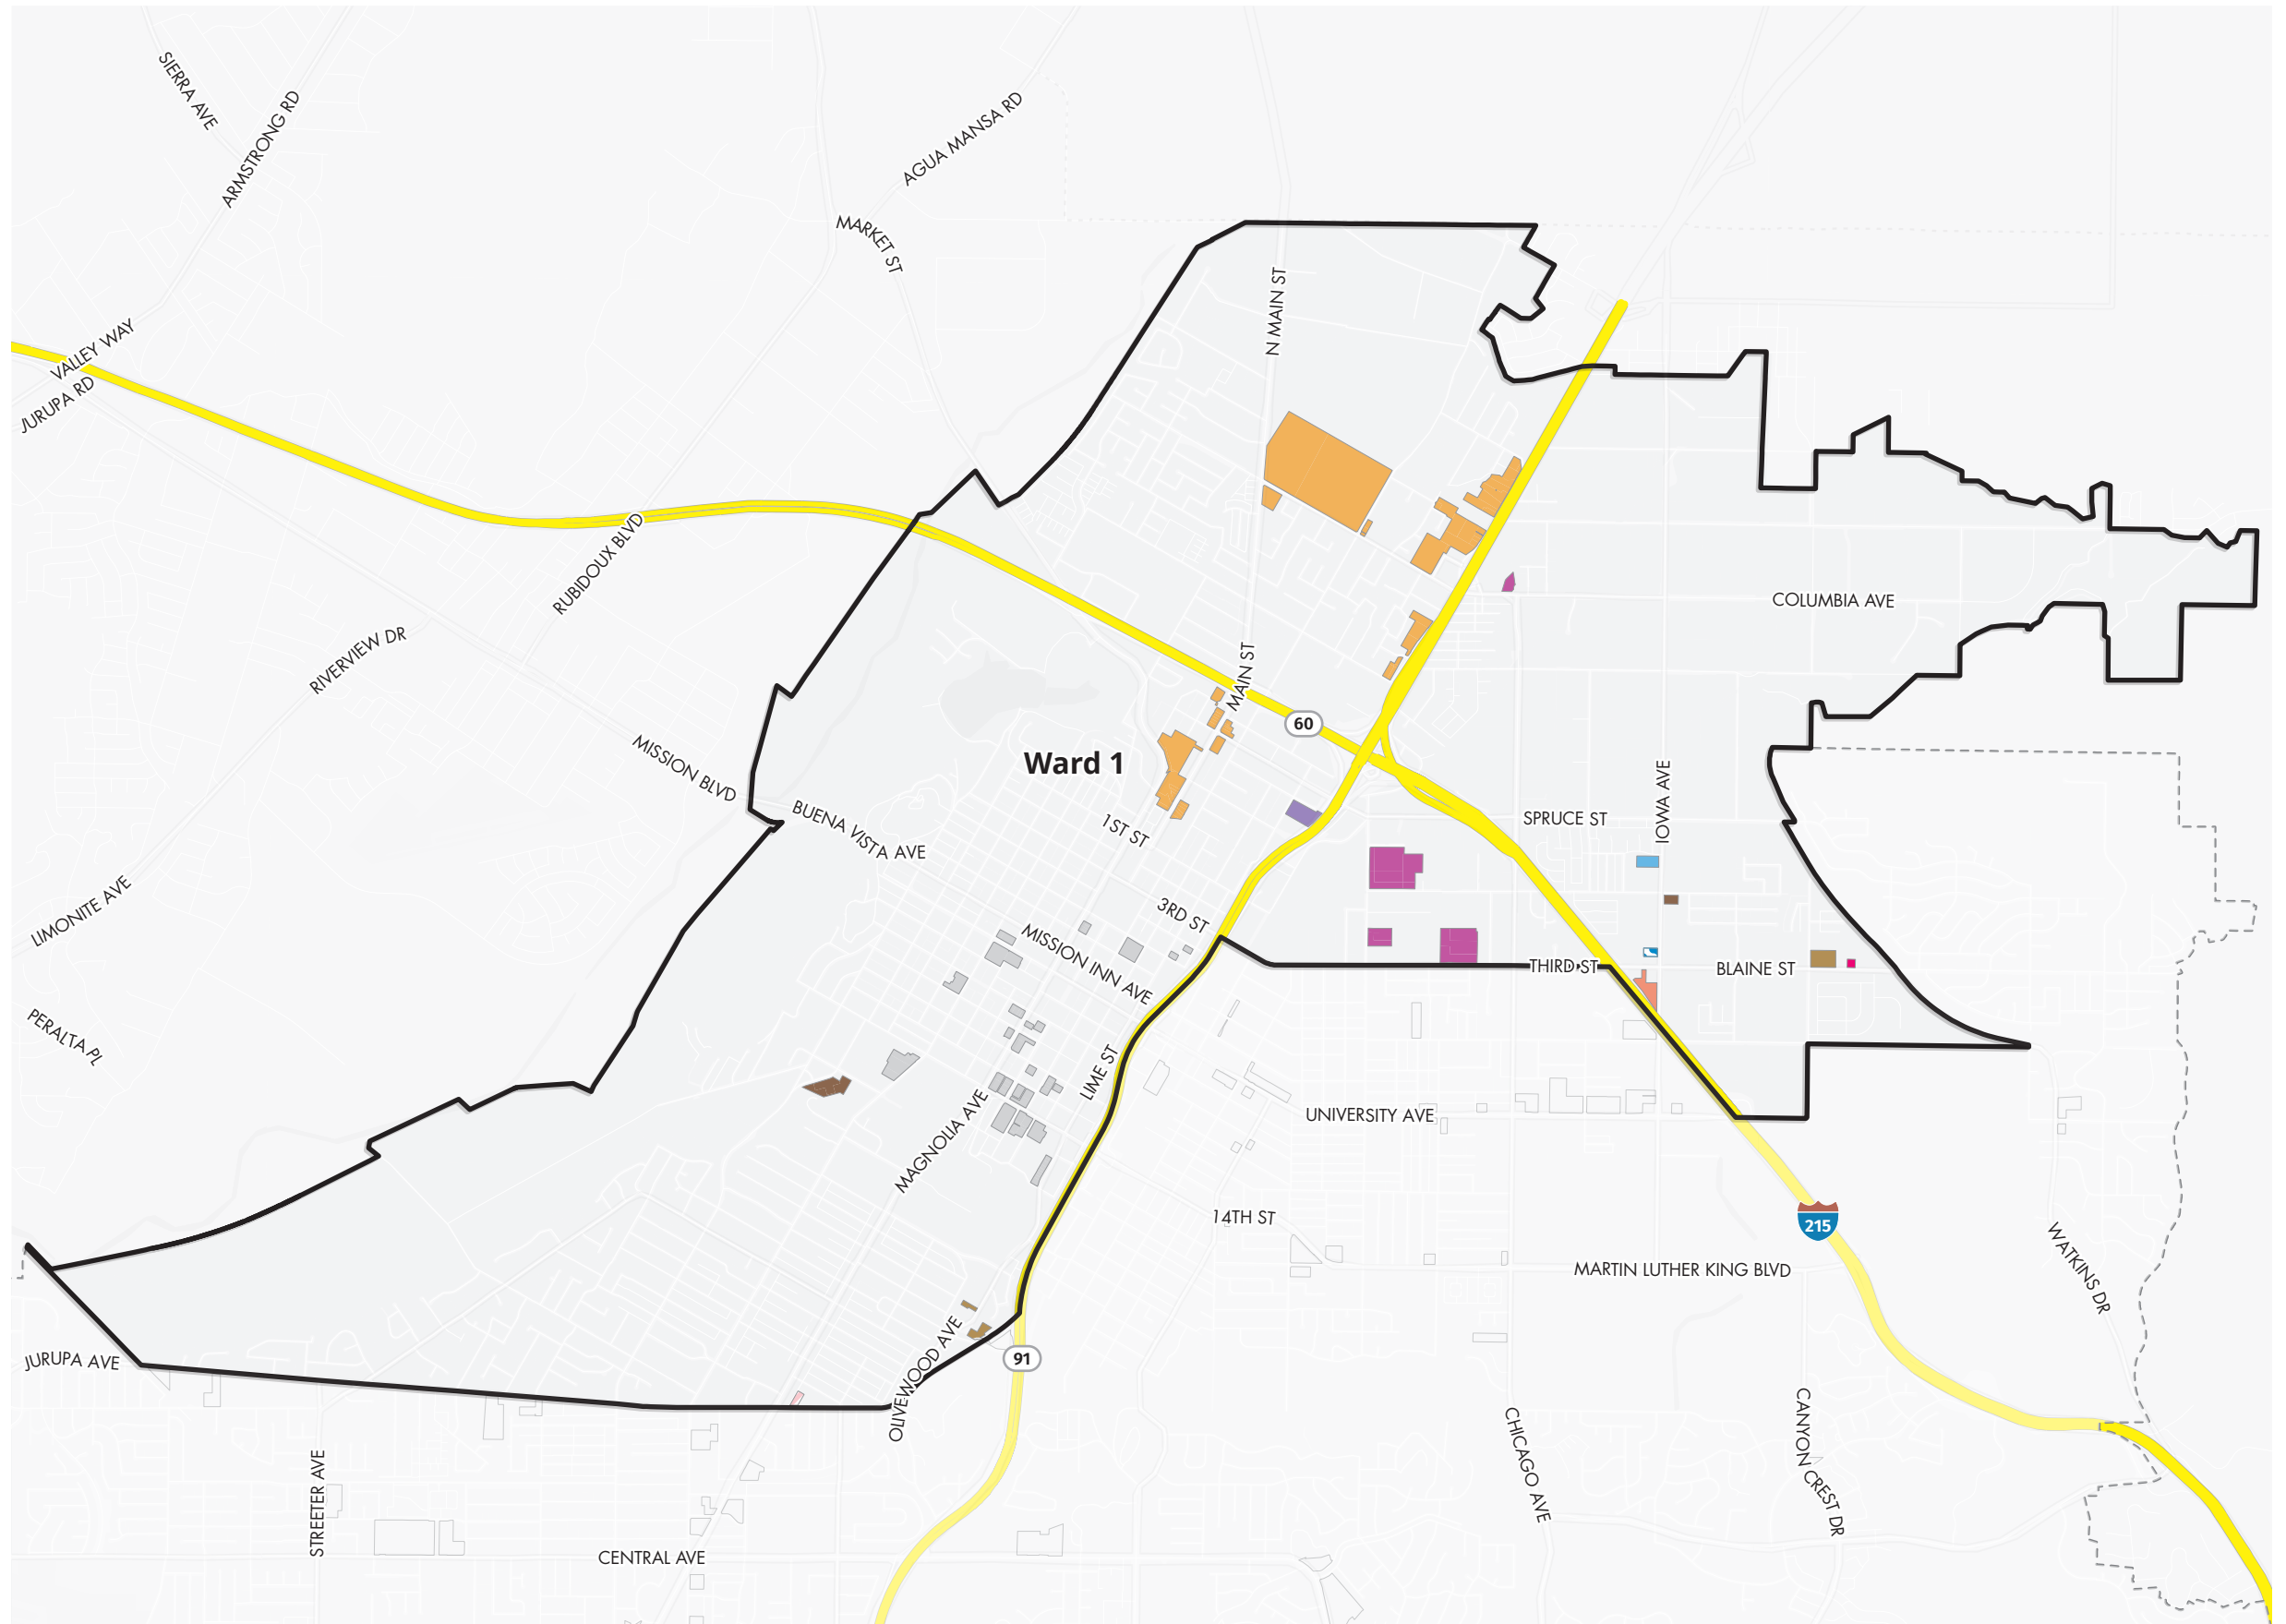 SIERRA AVE
ARMSTRONG RD
AGUA MANSA RD
MARKET ST
N MAIN ST
VALLEY WAY
JURUPA RD
RUBIDOUX BLVD
COLUMBIA AVE
RIVERVIEW DR
MAIN ST
60
MISSION BLVD
Ward 1
IOWA AVE
BUENA VISTA AVE
1ST ST
SPRUCE ST
LIMONITE AVE
3RD ST
MISSION INN AVE
THIRD ST
BLAINE ST
PERALTA PL
LIME ST
UNIVERSITY AVE
MAGNOLIA AVE
14TH ST
215
MARTIN LUTHER KING BLVD
WATKINS DR
JURUPA AVE
91
OLIVEWOOD AVE
CHICAGO AVE
CANYON CREST DR
STREETER AVE
CENTRAL AVE